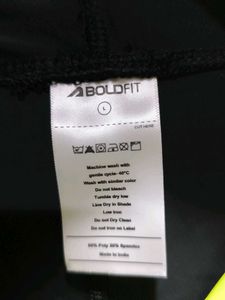 BOLDFIT
L
CUT HERE
Machine wash with
gentle cycle- 40°C
Wash with similar color
Do not bleach
Tumble dry low
Line Dry in Shade
Low Iron
Do not Dry Clean
Do not Iron on Label
Made in India